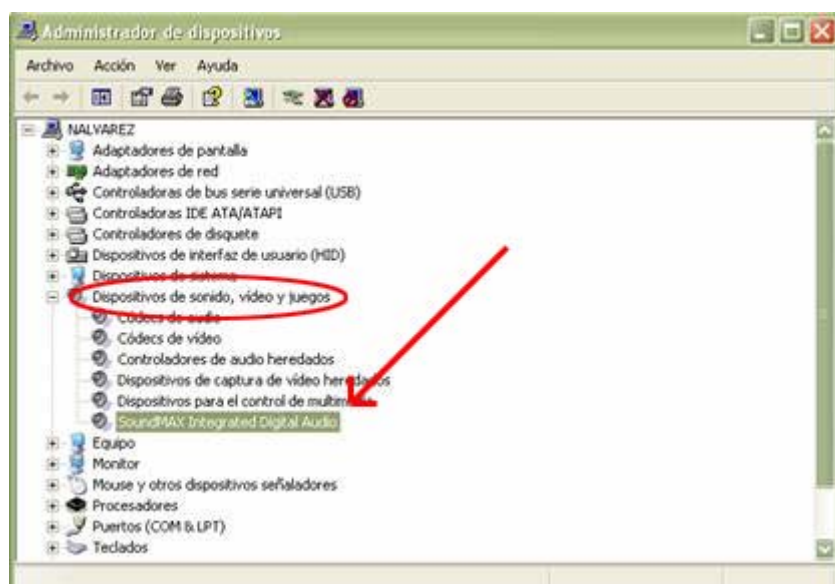 Administrador de dispositivos
Archivo Acción Ver Ayuda
NALVAREZ
Adaptadores de pantalla
Adaptadores de red
Controladoras de bus serie universal (USB)
Controladoras IDE ATA/ATAPI
Controladores de disquete
Dispositivos de interfaz de usuario (HID)
Dispositivos de sistema
Dispositivos de sonido, vídeo y juegos
Códecs de audio
Códecs de vídeo
Controladores de audio heredados
Dispositivos de captura de vídeo heredados
Dispositivos para el control de multimedia
SoundMAX Integrated Digital Audio
Equipo
Monitor
Mouse y otros dispositivos señaladores
Procesadores
Puertos (COM & LPT)
Teclados